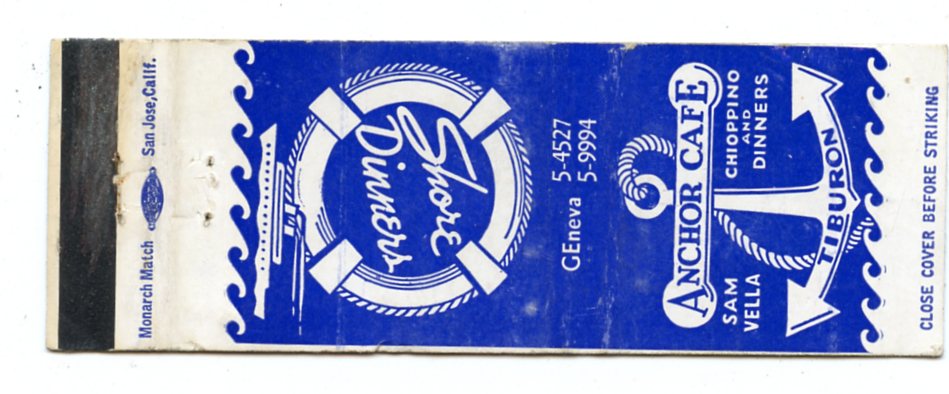 CLOSE COVER BEFORE STRIKING
ANCHOR CAFE
SAM
VELLA
CHIOPPINO
AND
DINNERS
TIBURON
GEneva 5-4527
5-9994
Shore
Dinners
Monarch Match San Jose, Calif.